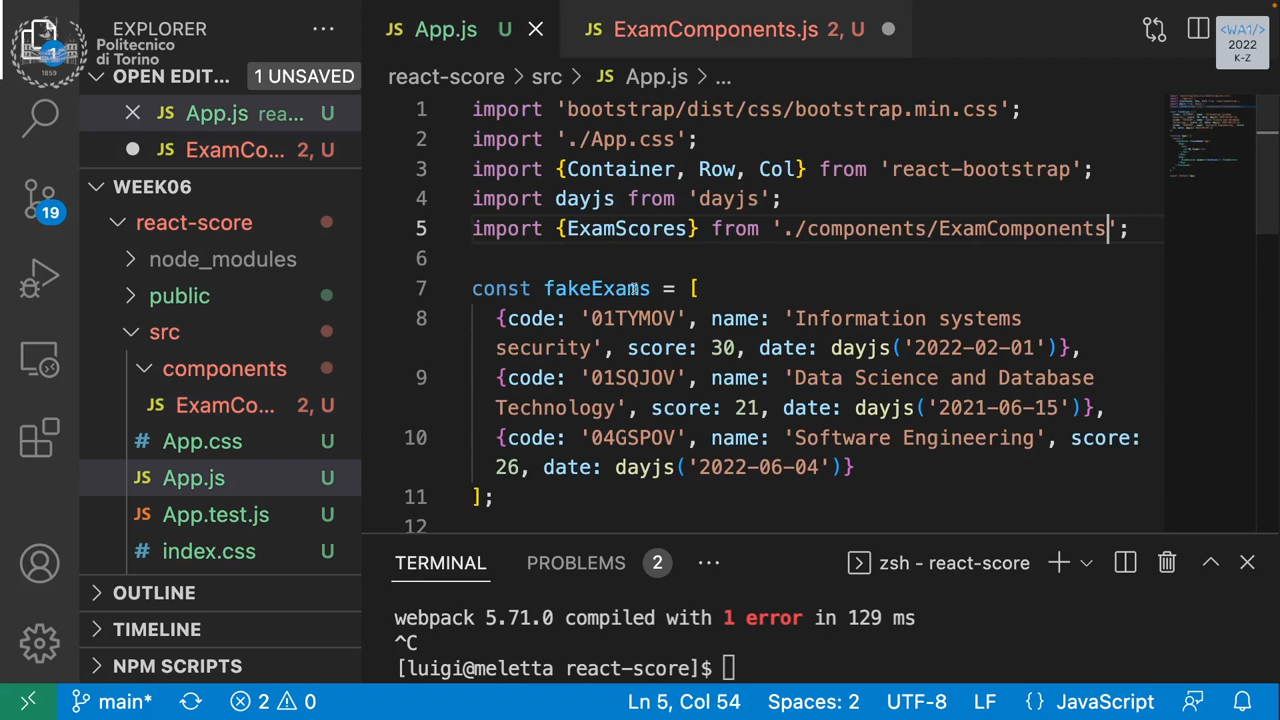 EXPLORER
Politecnico
di Torino
1859
1
OPEN EDIT... 1 UNSAVED
App.js rea... U
ExamCo... 2, U
WEEK06
react-score
node_modules
public
src
components
ExamCo... 2, U
App.css U
App.js U
App.test.js U
index.css U
OUTLINE
TIMELINE
NPM SCRIPTS
19
JS App.js U
JS ExamComponents.js 2, U
<WA1/>
2022
K-Z
react-score > src > JS App.js > ...
1 import 'bootstrap/dist/css/bootstrap.min.css';
2 import './App.css';
3 import {Container, Row, Col} from 'react-bootstrap';
4 import dayjs from 'dayjs';
5 import {ExamScores} from './components/ExamComponents';
6
7 const fakeExams = [
8 {code: '01TYMOV', name: 'Information systems
security', score: 30, date: dayjs('2022-02-01')},
9 {code: '01SQJOV', name: 'Data Science and Database
Technology', score: 21, date: dayjs('2021-06-15')},
10 {code: '04GSPOV', name: 'Software Engineering', score:
26, date: dayjs('2022-06-04')}
11 ];
12
TERMINAL PROBLEMS 2 ... zsh - react-score
webpack 5.71.0 compiled with 1 error in 129 ms
^C
[luigi@meletta react-score]$
main* 2 0 Ln 5, Col 54 Spaces: 2 UTF-8 LF {} JavaScript